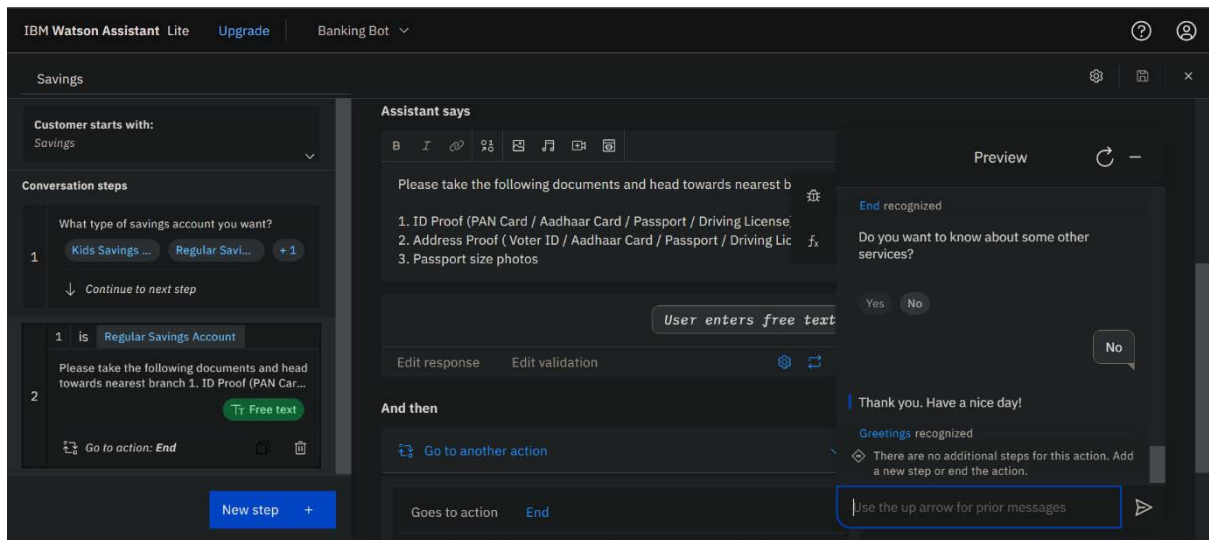 IBM Watson Assistant Lite Upgrade Banking Bot
Savings
Customer starts with:
Savings
Conversation steps
1
What type of savings account you want?
Kids Savings ... Regular Savi... + 1
Continue to next step
2
1 is Regular Savings Account
Please take the following documents and head
towards nearest branch 1. ID Proof (PAN Car...
Free text
Go to action: End
New step +
Assistant says
B I
Please take the following documents and head towards nearest b
1. ID Proof (PAN Card / Aadhaar Card / Passport / Driving License)
2. Address Proof ( Voter ID / Aadhaar Card / Passport / Driving Lic
3. Passport size photos
User enters free text
Edit response Edit validation
And then
Go to another action
Goes to action End
Preview
End recognized
Do you want to know about some other
services?
Yes No
No
Thank you. Have a nice day!
Greetings recognized
There are no additional steps for this action. Add
a new step or end the action.
Use the up arrow for prior messages